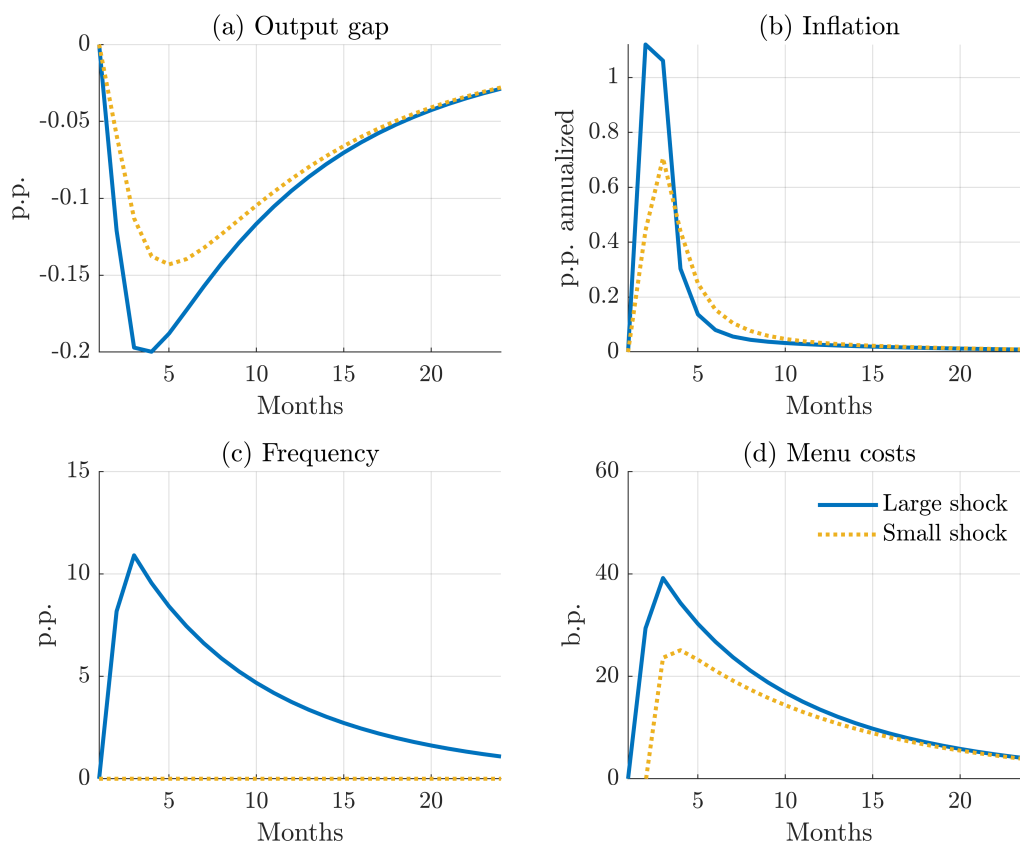 (a) Output gap
0
-0.05
-0.1
-0.15
-0.2
p.p.
5
10
15
20
Months
(b) Inflation
1
0.8
0.6
0.4
0.2
0
p.p. annualized
5
10
15
20
Months
(c) Frequency
15
10
5
0
p.p.
5
10
15
20
Months
(d) Menu costs
60
40
20
0
b.p.
Large shock
Small shock
5
10
15
20
Months